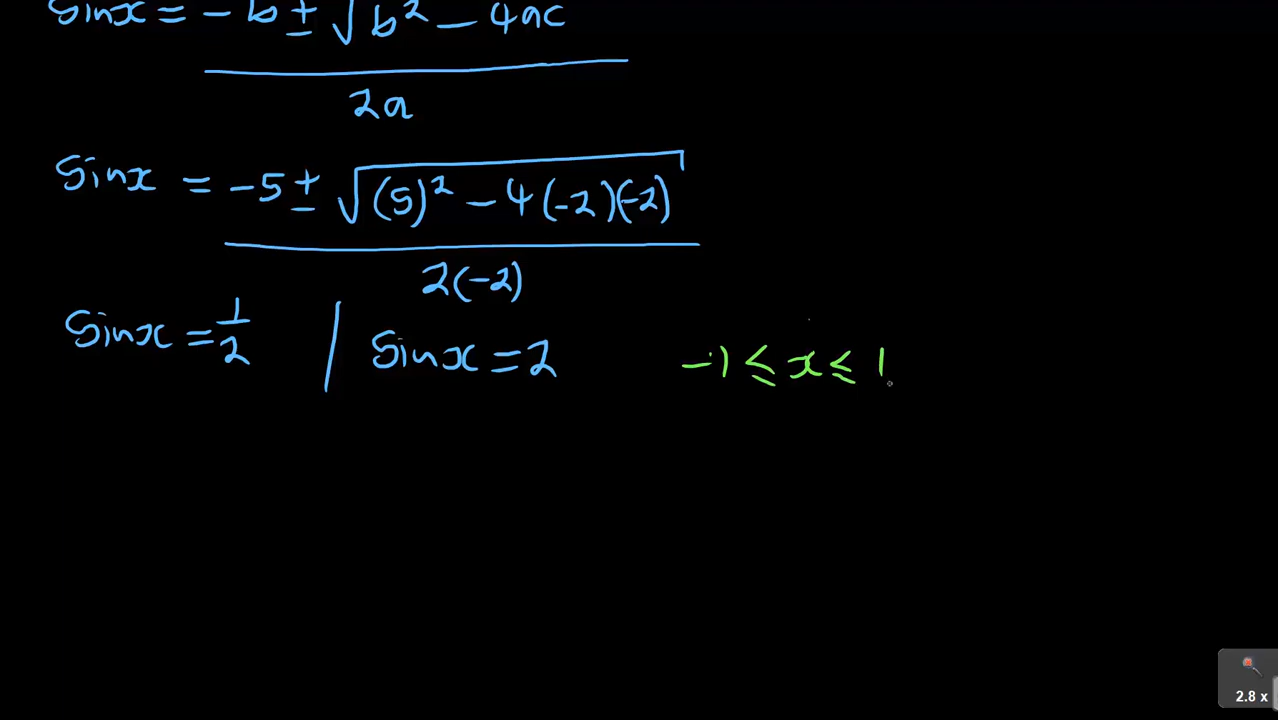 Sinx = -b ± √b² - 4ac
2a
Sinx = -5 ± √(5)² - 4(-2)(-2)
2(-2)
Sinx = 1/2 | Sinx = 2 -1 ≤ x ≤ 1
2.8 x